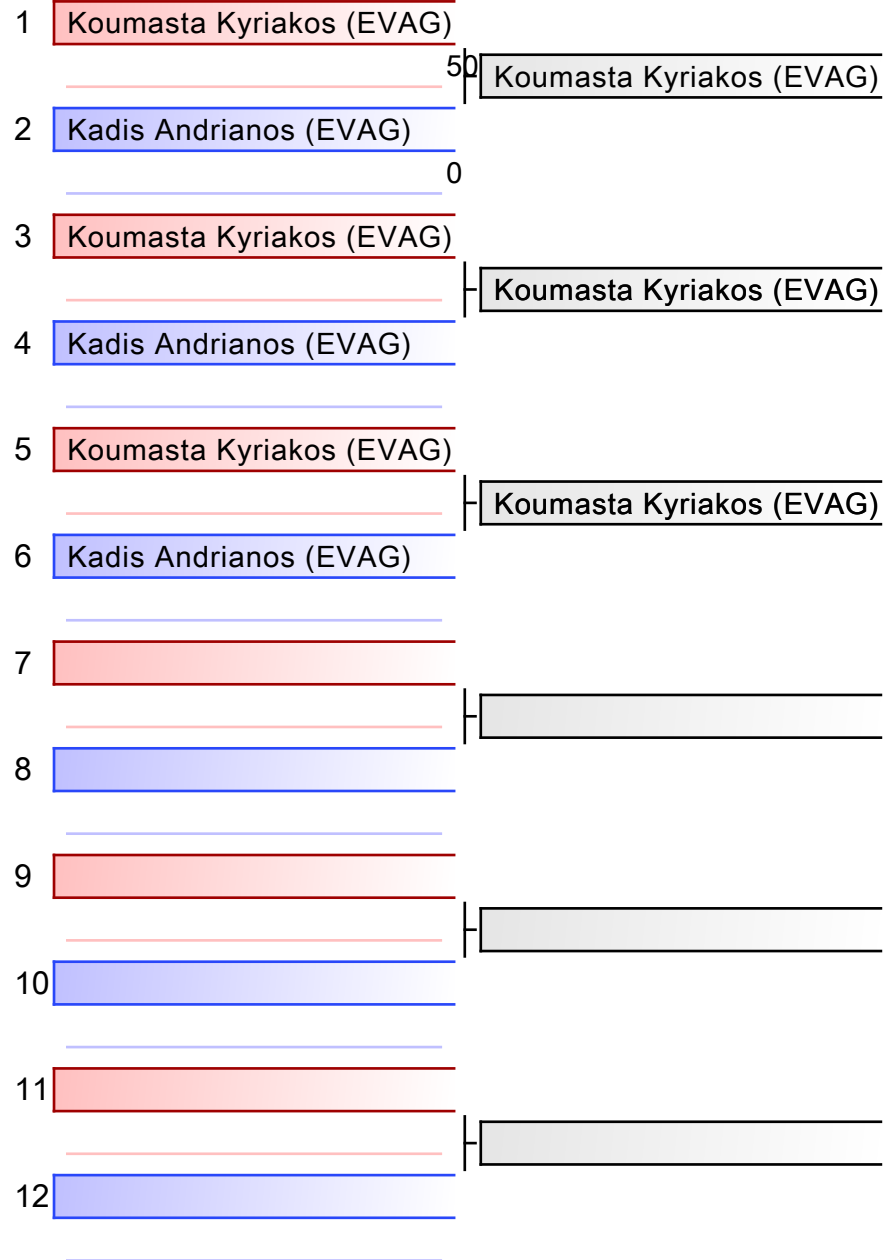 1 Koumasta Kyriakos (EVAG)
50 Koumasta Kyriakos (EVAG)
2 Kadis Andrianos (EVAG)
0
3 Koumasta Kyriakos (EVAG)
Koumasta Kyriakos (EVAG)
4 Kadis Andrianos (EVAG)
5 Koumasta Kyriakos (EVAG)
Koumasta Kyriakos (EVAG)
6 Kadis Andrianos (EVAG)
7
8
9
10
11
12